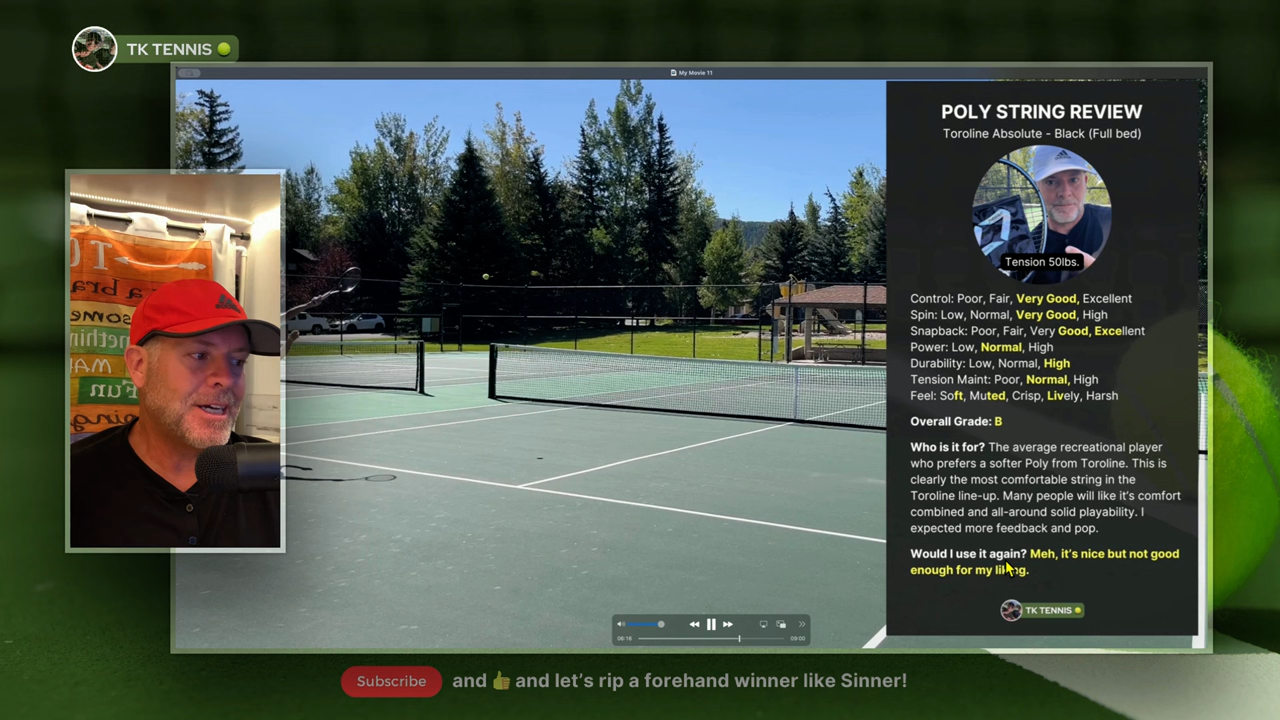 TK TENNIS
My Movie 11
POLY STRING REVIEW
Toroline Absolute - Black (Full bed)
Tension 50lbs.
Control: Poor, Fair, Very Good, Excellent
Spin: Low, Normal, Very Good, High
Snapback: Poor, Fair, Very Good, Excellent
Power: Low, Normal, High
Durability: Low, Normal, High
Tension Maint: Poor, Normal, High
Feel: Soft, Muted, Crisp, Lively, Harsh
Overall Grade: B
Who is it for? The average recreational player
who prefers a softer Poly from Toroline. This is
clearly the most comfortable string in the
Toroline line-up. Many people will like it's comfort
combined and all-around solid playability. I
expected more feedback and pop.
Would I use it again? Meh, it's nice but not good
enough for my liking.
TK TENNIS
06:16
Subscribe and 👍 and let's rip a forehand winner like Sinner!